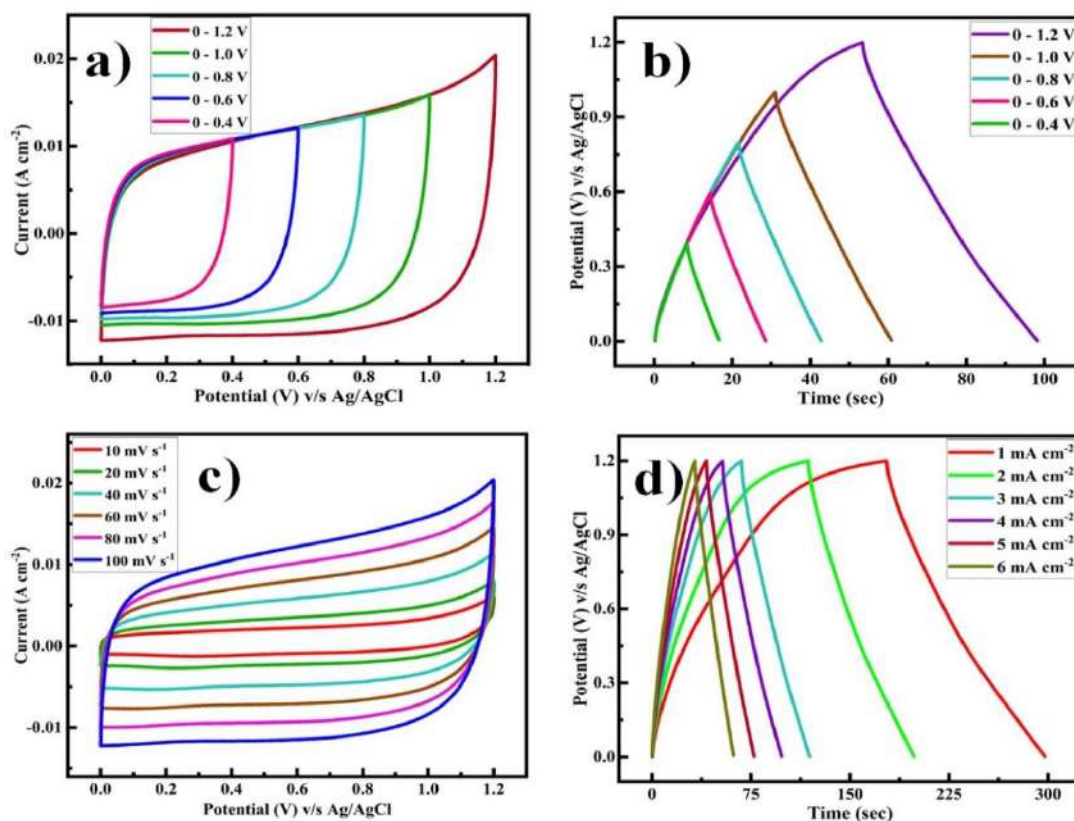 a)
0 - 1.2 V
0 - 1.0 V
0 - 0.8 V
0 - 0.6 V
0 - 0.4 V
0.02
0.01
0.00
-0.01
Current (A cm-2)
0.0 0.2 0.4 0.6 0.8 1.0 1.2
Potential (V) v/s Ag/AgCl
b)
0 - 1.2 V
0 - 1.0 V
0 - 0.8 V
0 - 0.6 V
0 - 0.4 V
1.2
0.9
0.6
0.3
0.0
Potential (V) v/s Ag/AgCl
0 20 40 60 80 100
Time (sec)
c)
10 mV s-1
20 mV s-1
40 mV s-1
60 mV s-1
80 mV s-1
100 mV s-1
0.02
0.01
0.00
-0.01
Current (A cm-2)
0.0 0.2 0.4 0.6 0.8 1.0 1.2
Potential (V) v/s Ag/AgCl
d)
1 mA cm-2
2 mA cm-2
3 mA cm-2
4 mA cm-2
5 mA cm-2
6 mA cm-2
1.2
0.9
0.6
0.3
0.0
Potential (V) v/s Ag/AgCl
0 75 150 225 300
Time (sec)